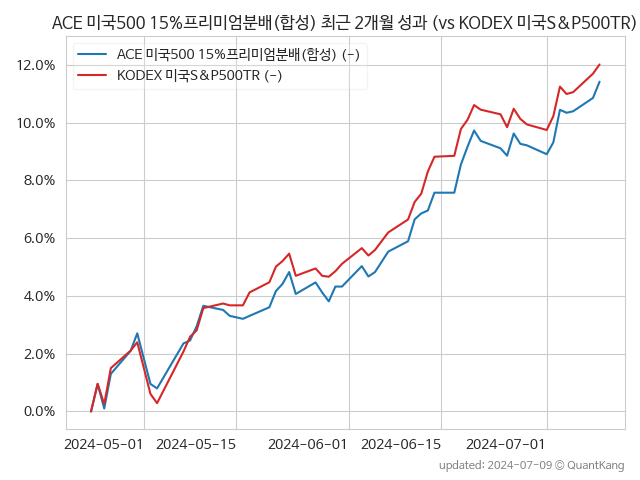 ACE 미국500 15%프리미엄분배(합성) 최근 2개월 성과 (vs KODEX 미국S&P500TR)
ACE 미국500 15%프리미엄분배(합성) (-)
KODEX 미국S&P500TR (-)
12.0%
10.0%
8.0%
6.0%
4.0%
2.0%
0.0%
2024-05-01 2024-05-15 2024-06-01 2024-06-15 2024-07-01
updated: 2024-07-09 © QuantKang